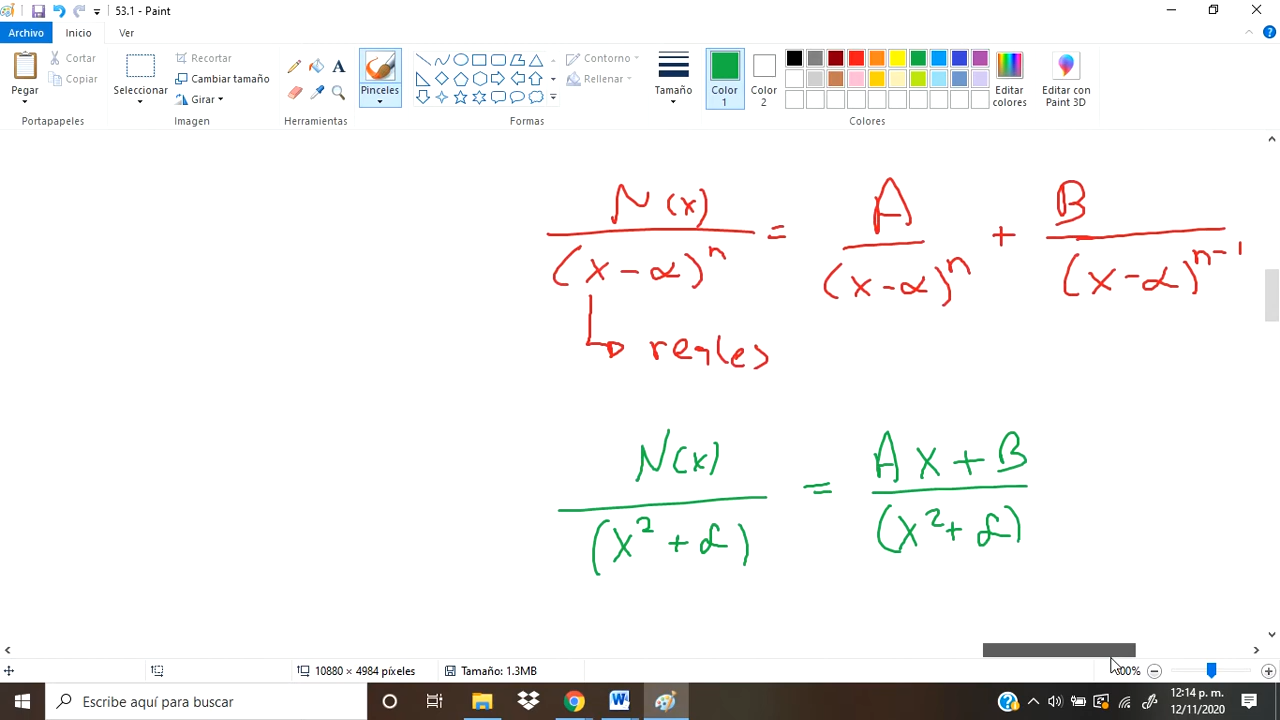 53.1 - Paint
Archivo Inicio Ver
Pegar
Cortar
Copiar
Portapapeles
Seleccionar
Recortar
Cambiar tamaño
Girar
Imagen
A
Herramientas
Pinceles
Contorno
Rellenar
Formas
Tamaño
Color 1
Color 2
Editar colores
Editar con Paint 3D
Colores
N(x)/(x-α)^n = A/(x-α)^n + B/(x-α)^(n-1
reales
N(x)/(x²+α) = Ax+B/(x²+α)
10880 × 4984 píxeles
Tamaño: 1.3MB
00%
Escribe aquí para buscar
12:14 p. m.
12/11/2020